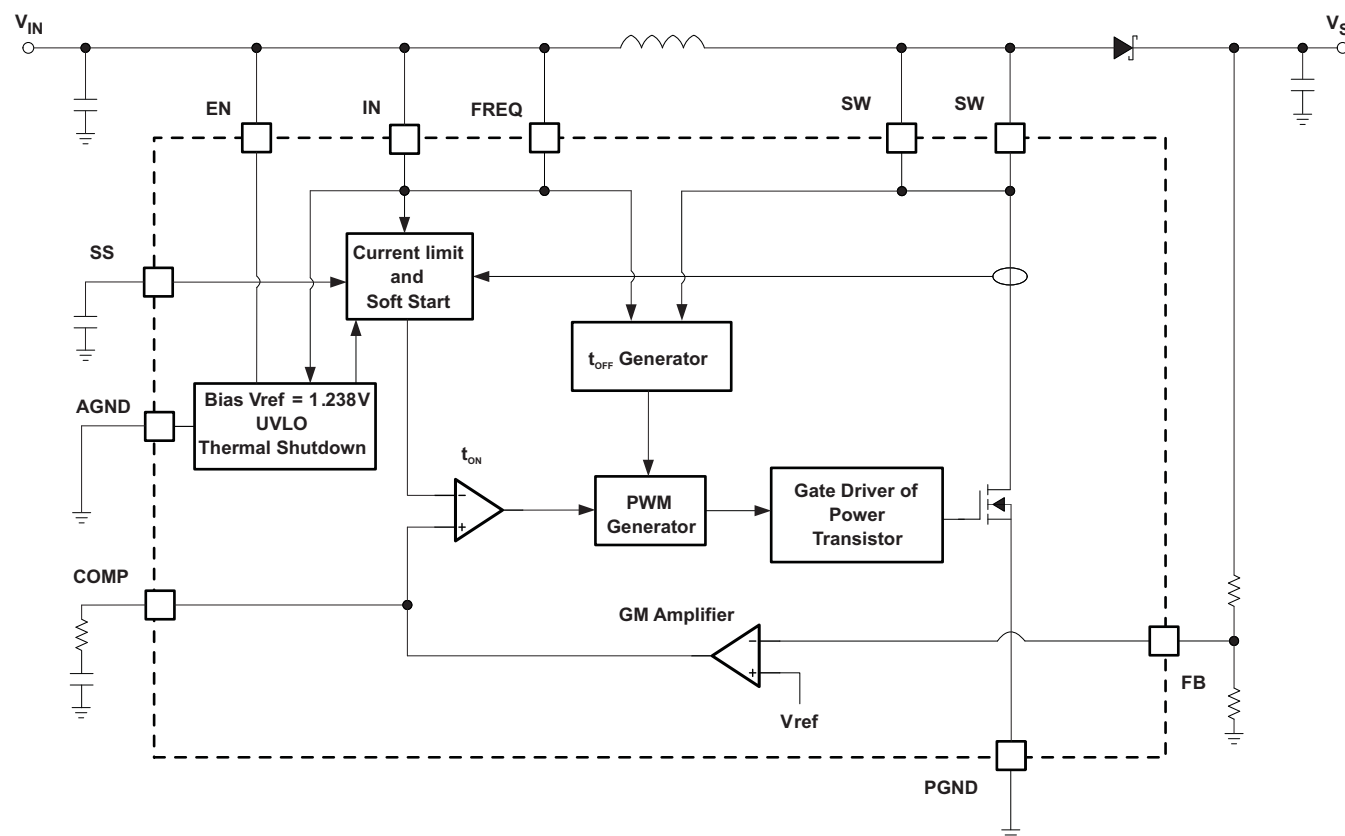 VIN
VS
EN
IN
FREQ
SW
SW
SS
Current limit
and
Soft Start
tOFF Generator
AGND
Bias Vref = 1.238V
UVLO
Thermal Shutdown
tON
PWM
Generator
Gate Driver of
Power
Transistor
COMP
GM Amplifier
Vref
FB
PGND